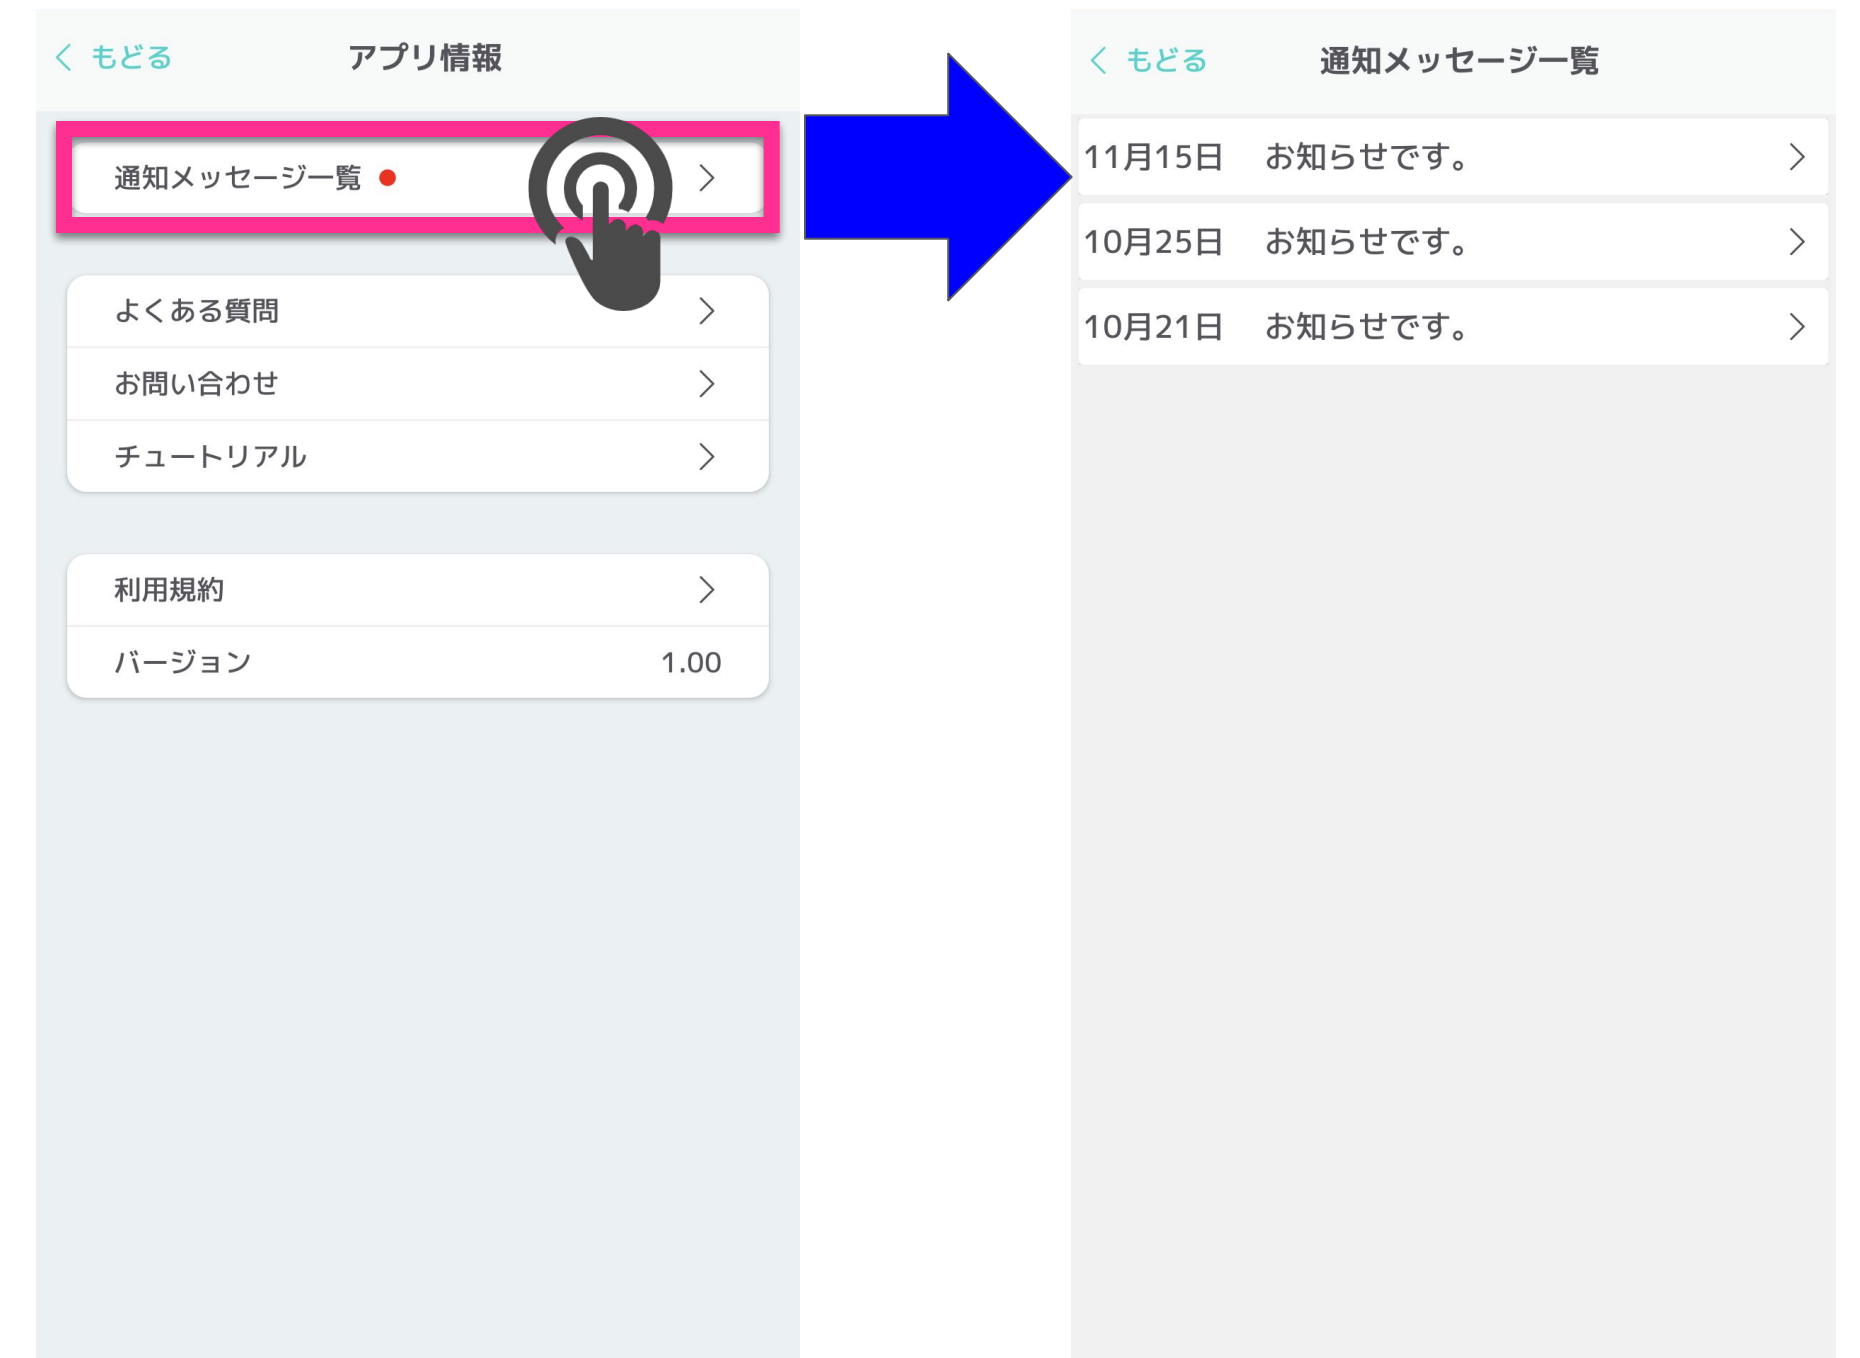 もどる アプリ情報
通知メッセージ一覧
よくある質問
お問い合わせ
チュートリアル
利用規約
バージョン 1.00
もどる 通知メッセージ一覧
11月15日 お知らせです。
10月25日 お知らせです。
10月21日 お知らせです。